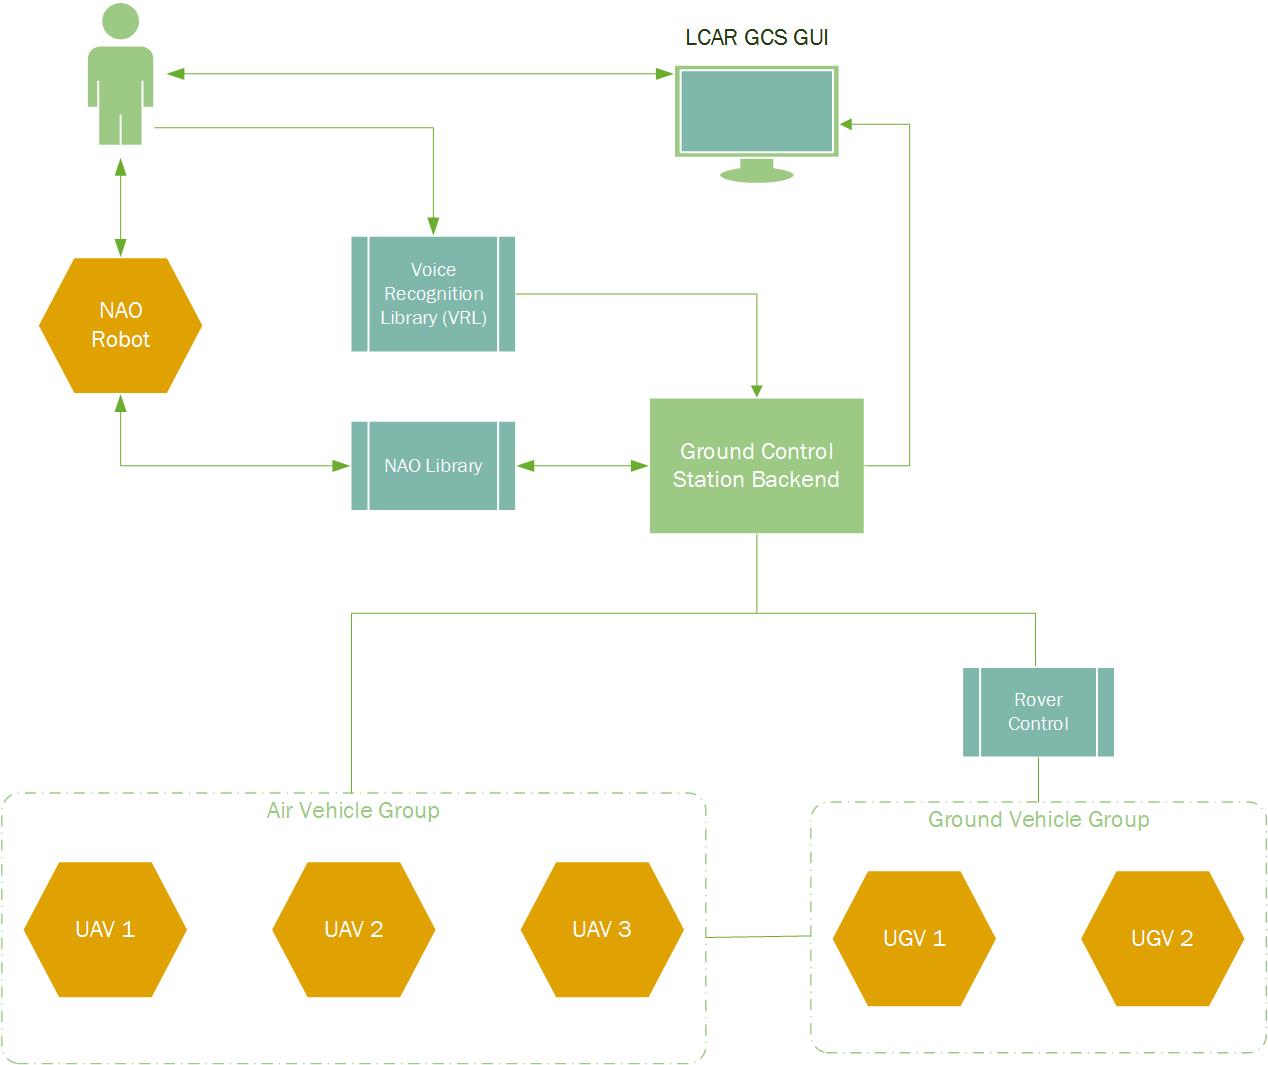 LCAR GCS GUI
Voice
Recognition
Library (VRL)
NAO
Robot
NAO Library
Ground Control
Station Backend
Rover
Control
Air Vehicle Group
Ground Vehicle Group
UAV 1
UAV 2
UAV 3
UGV 1
UGV 2